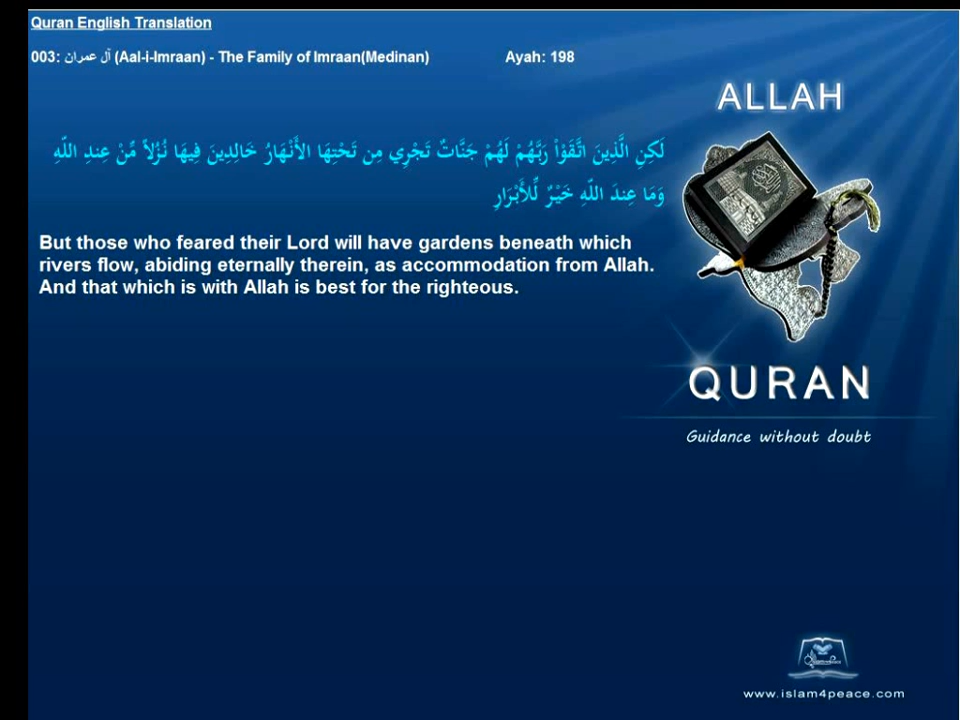 Quran English Translation
003: آل عمران (Aal-i-Imraan) - The Family of Imraan(Medinan) Ayah: 198
ALLAH
لَكِنِ الَّذِينَ اتَّقَوْاْ رَبَّهُمْ لَهُمْ جَنَّاتٌ تَجْرِي مِن تَحْتِهَا الأَنْهَارُ خَالِدِينَ فِيهَا نُزُلاً مِّنْ عِندِ اللّهِ
وَمَا عِندَ اللّهِ خَيْرٌ لِّلأَبْرَارِ
But those who feared their Lord will have gardens beneath which
rivers flow, abiding eternally therein, as accommodation from Allah.
And that which is with Allah is best for the righteous.
QURAN
Guidance without doubt
www.islam4peace.com